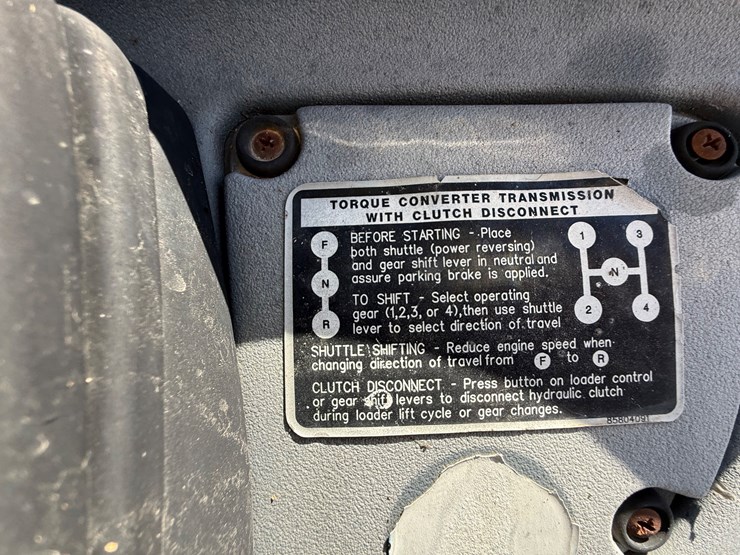 TORQUE CONVERTER TRANSMISSION
WITH CLUTCH DISCONNECT
F
N
R
BEFORE STARTING - Place
both shuttle (power reversing)
and gear shift lever in neutral and
assure parking brake is applied.
TO SHIFT - Select operating
gear (1,2,3, or 4), then use shuttle
lever to select direction of travel
1 3
N
2 4
SHUTTLE SHIFTING - Reduce engine speed when
changing direction of travel from F to R
CLUTCH DISCONNECT - Press button on loader control
or gear shift levers to disconnect hydraulic clutch
during loader lift cycle or gear changes.
85804091